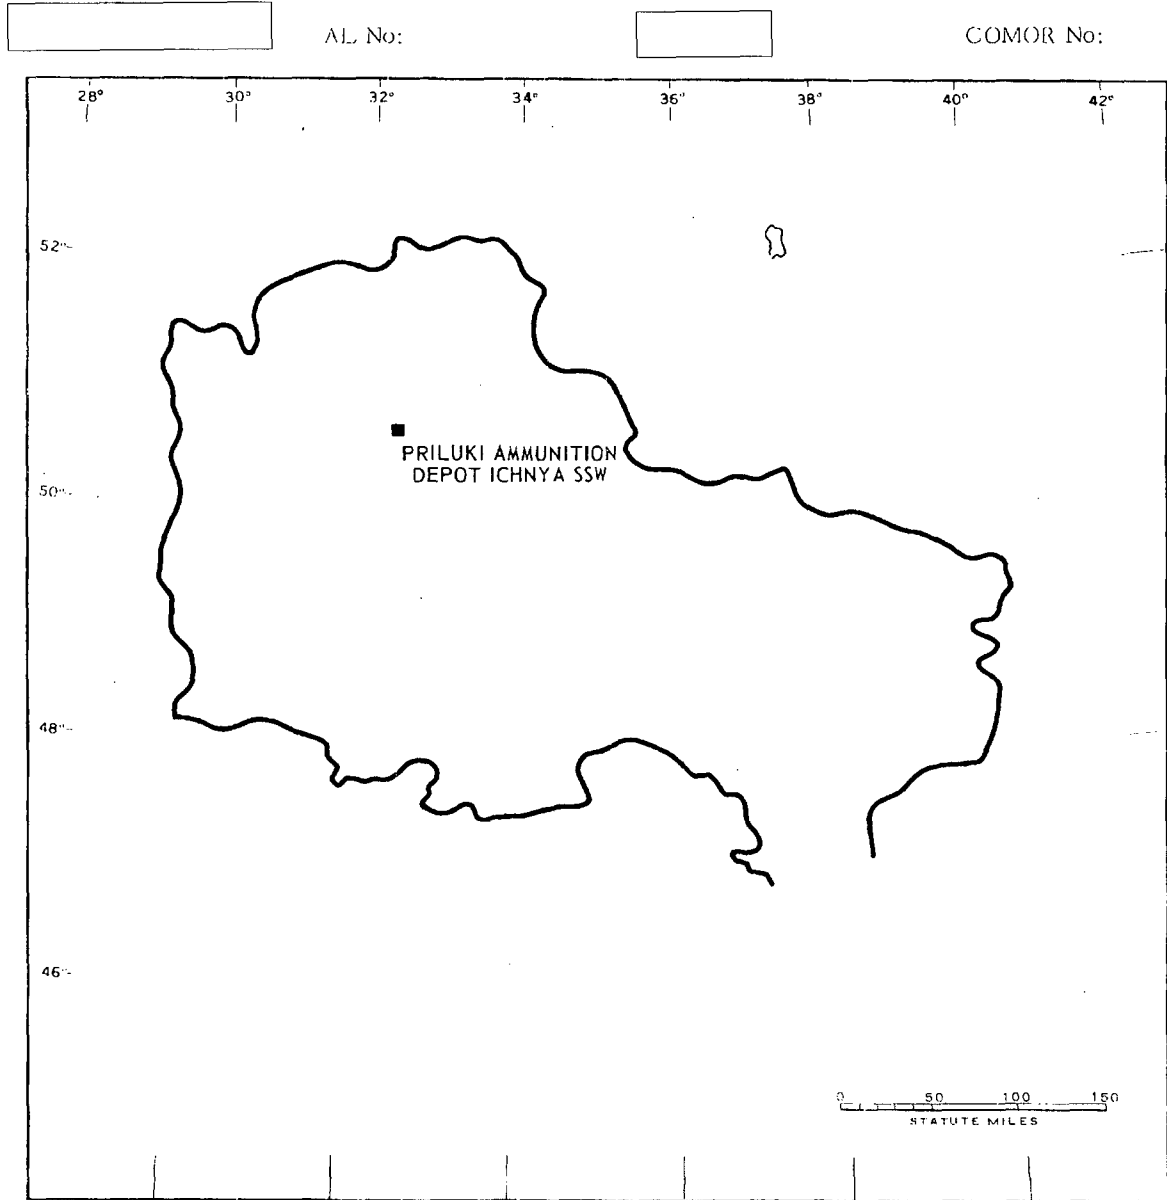 AL No: COMOR No:
28° 30° 32° 34° 36° 38° 40° 42°
52°
PRILUKI AMMUNITION
DEPOT ICHNYA SSW
50°
48°
46°
0 50 100 150
STATUTE MILES